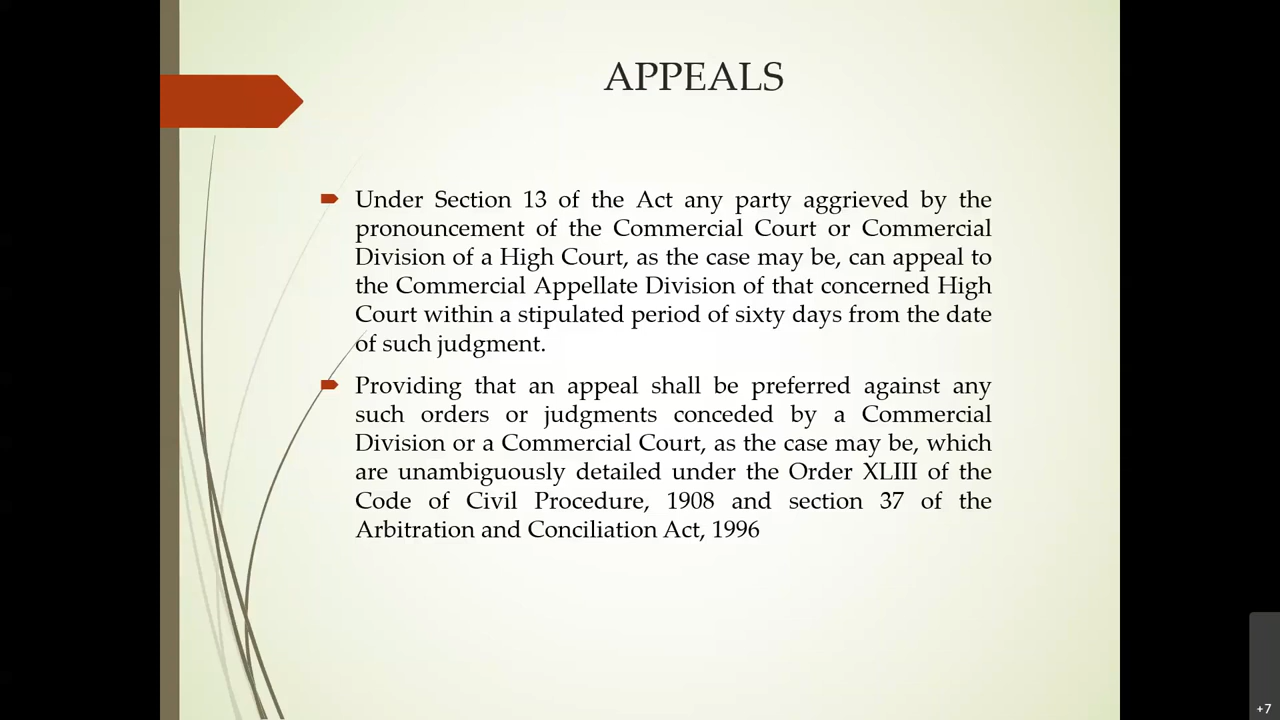 APPEALS
Under Section 13 of the Act any party aggrieved by the
pronouncement of the Commercial Court or Commercial
Division of a High Court, as the case may be, can appeal to
the Commercial Appellate Division of that concerned High
Court within a stipulated period of sixty days from the date
of such judgment.
Providing that an appeal shall be preferred against any
such orders or judgments conceded by a Commercial
Division or a Commercial Court, as the case may be, which
are unambiguously detailed under the Order XLIII of the
Code of Civil Procedure, 1908 and section 37 of the
Arbitration and Conciliation Act, 1996
+7